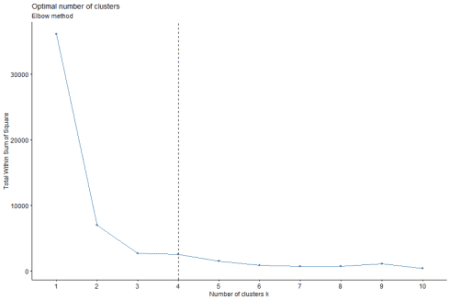 Optimal number of clusters
Elbow method
Total Within Sum of Square
30000
20000
10000
0
1 2 3 4 5 6 7 8 9 10
Number of clusters k